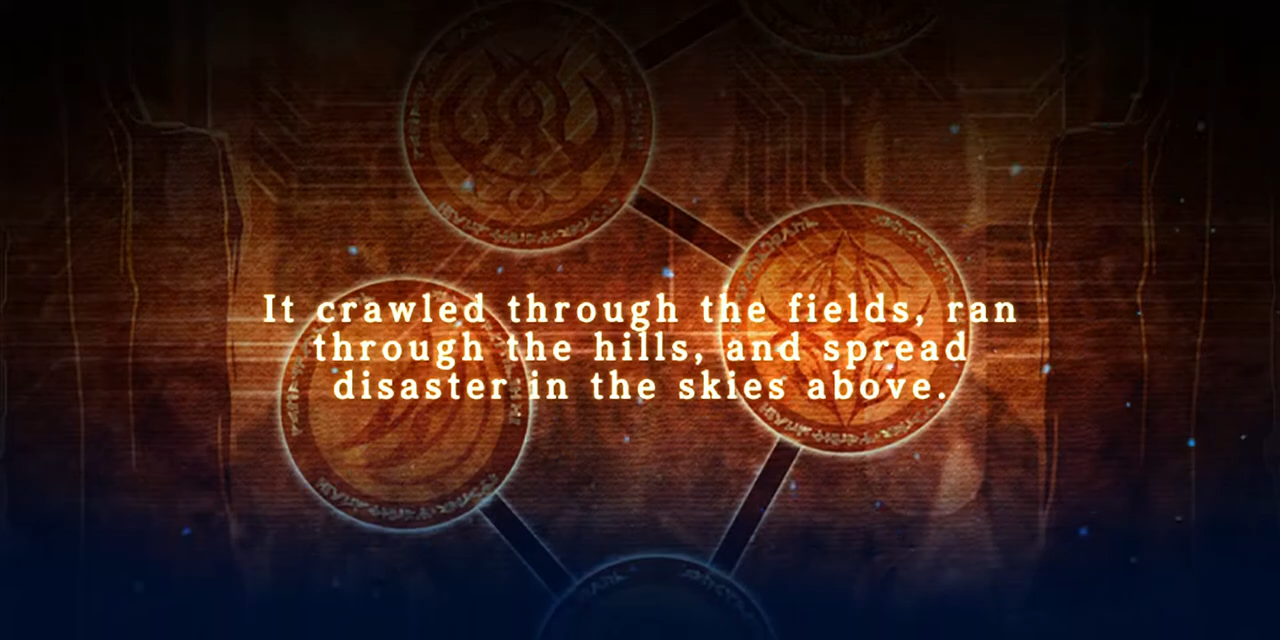 It crawled through the fields, ran
through the hills, and spread
disaster in the skies above.